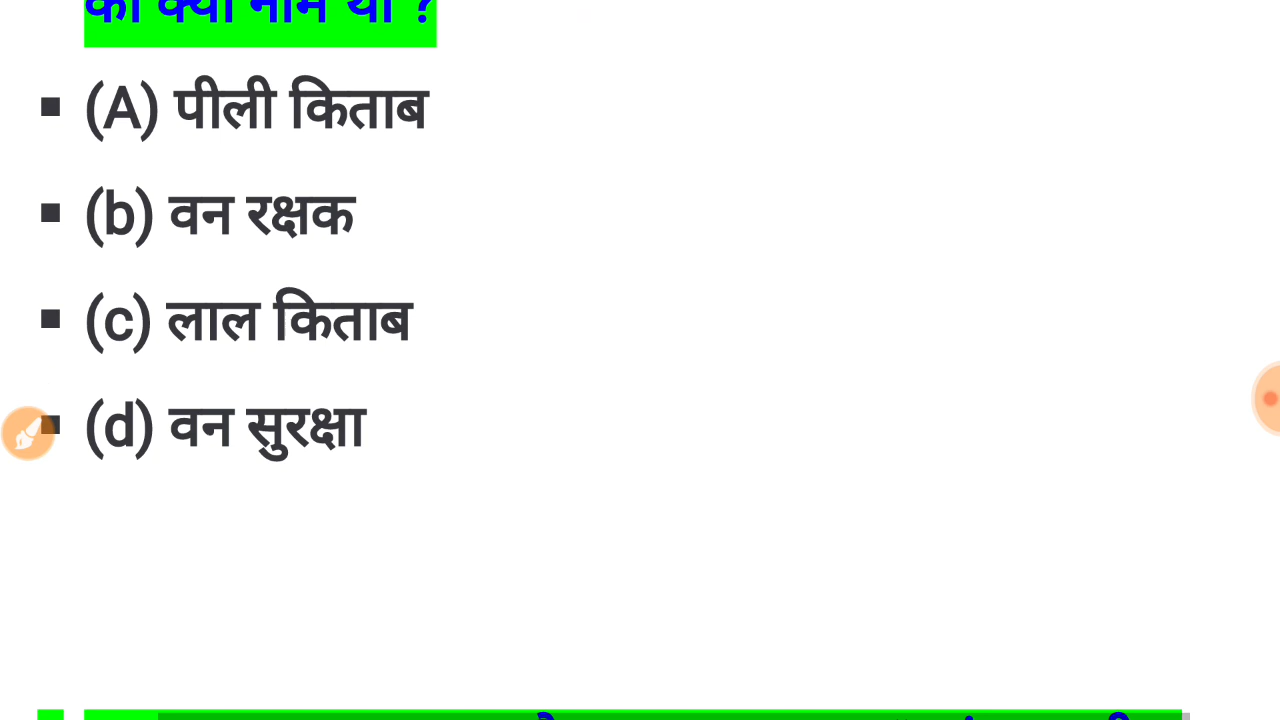 का क्या नाम था ?
▪ (A) पीली किताब
▪ (b) वन रक्षक
▪ (c) लाल किताब
▪ (d) वन सुरक्षा